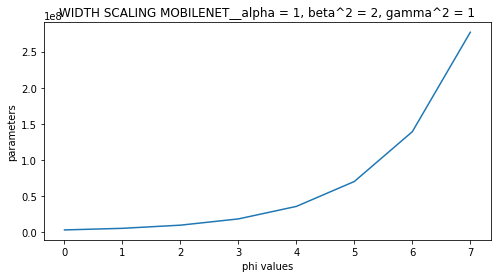 WIDTH SCALING MOBILENET__alpha = 1, beta^2 = 2, gamma^2 = 1
1e8
2.5
2.0
1.5
1.0
0.5
0.0
parameters
0 1 2 3 4 5 6 7
phi values